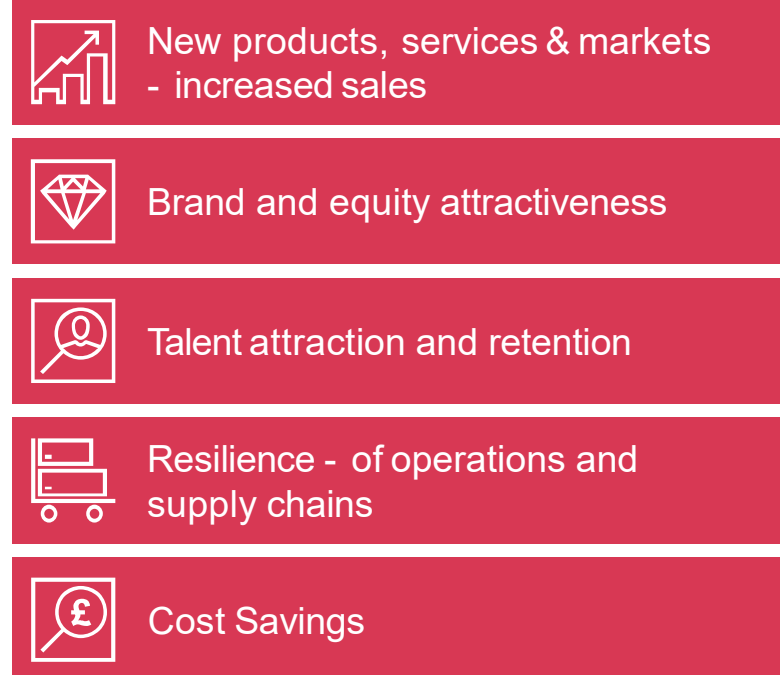 New products, services & markets
- increased sales
Brand and equity attractiveness
Talent attraction and retention
Resilience - of operations and
supply chains
£
Cost Savings